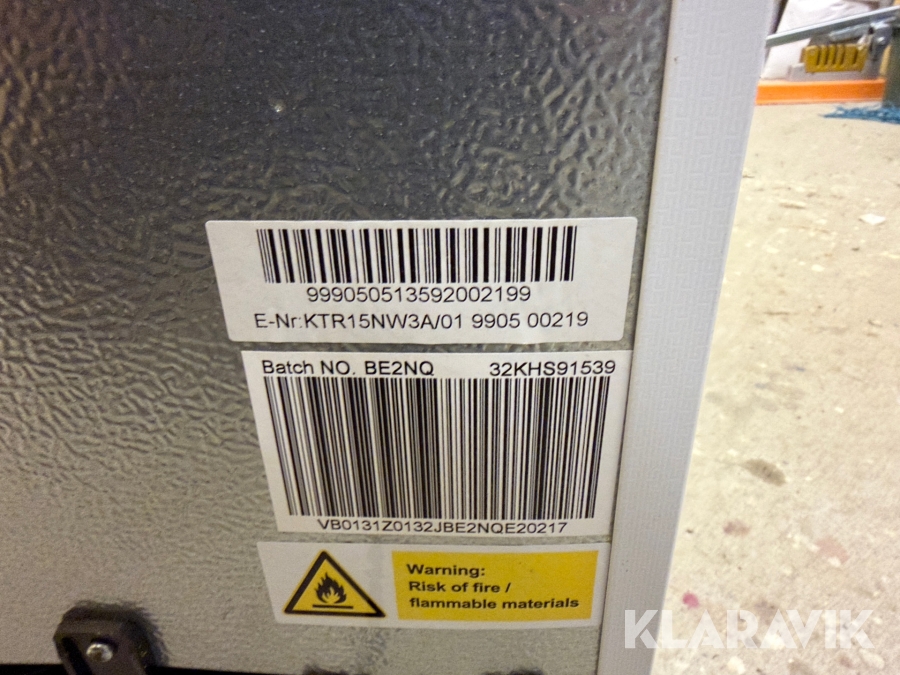 999050513592002199
E-Nr:KTR15NW3A/01 9905 00219
Batch NO. BE2NQ 32KHS91539
VB0131Z0132JBE2NQE20217
Warning:
Risk of fire /
flammable materials
KLARAVIK